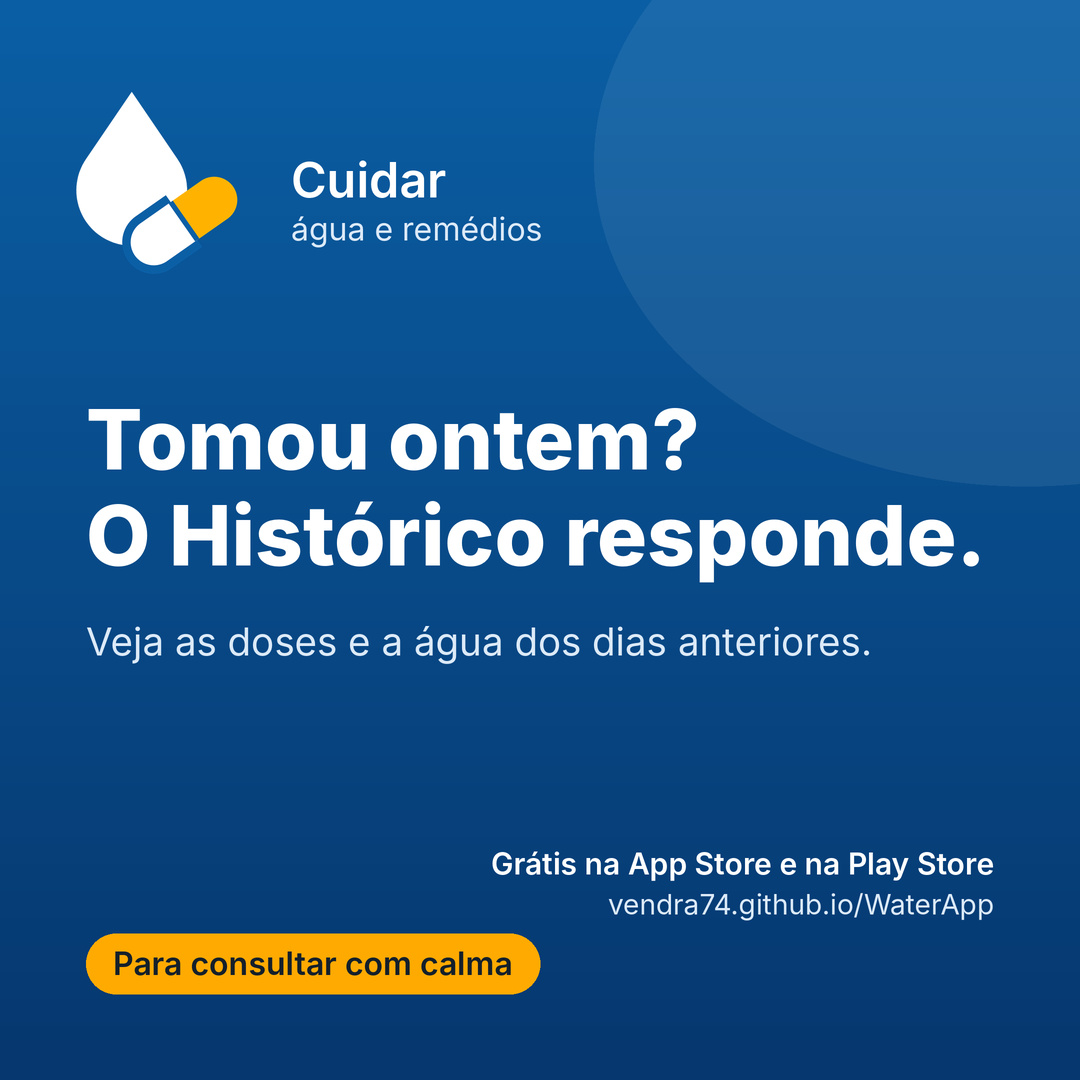 Cuidar
água e remédios
Tomou ontem?
O Histórico responde.
Veja as doses e a água dos dias anteriores.
Grátis na App Store e na Play Store
vendra74.github.io/WaterApp
Para consultar com calma